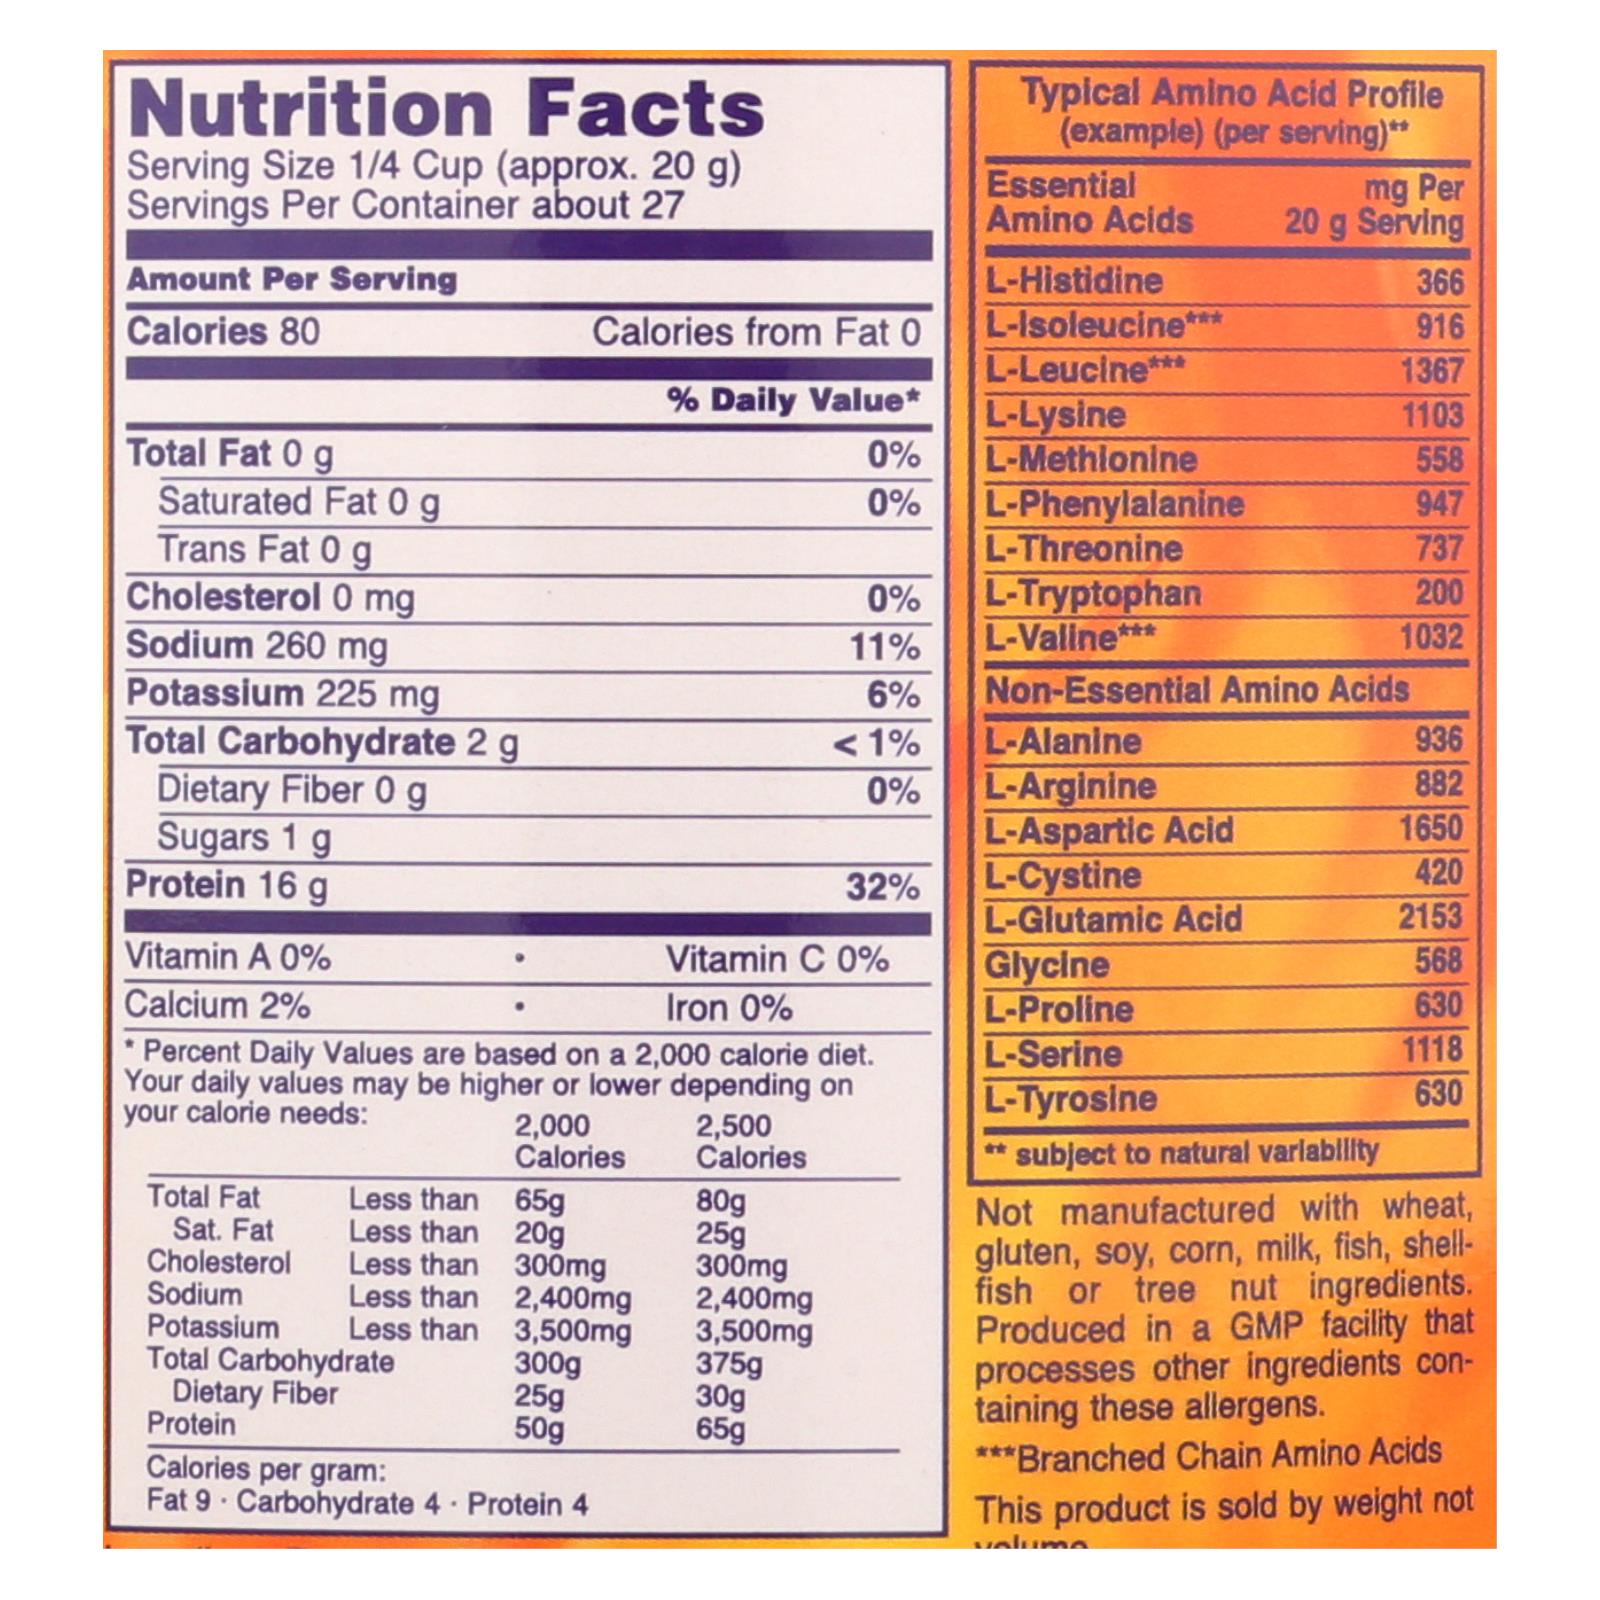 Nutrition Facts
Serving Size 1/4 Cup (approx. 20 g)
Servings Per Container about 27
Amount Per Serving
Calories 80 Calories from Fat 0
% Daily Value*
Total Fat 0 g 0%
Saturated Fat 0 g 0%
Trans Fat 0 g
Cholesterol 0 mg 0%
Sodium 260 mg 11%
Potassium 225 mg 6%
Total Carbohydrate 2 g < 1%
Dietary Fiber 0 g 0%
Sugars 1 g
Protein 16 g 32%
Vitamin A 0% • Vitamin C 0%
Calcium 2% • Iron 0%
* Percent Daily Values are based on a 2,000 calorie diet.
Your daily values may be higher or lower depending on
your calorie needs:
2,000 2,500
Calories Calories
Total Fat Less than 65g 80g
Sat. Fat Less than 20g 25g
Cholesterol Less than 300mg 300mg
Sodium Less than 2,400mg 2,400mg
Potassium Less than 3,500mg 3,500mg
Total Carbohydrate 300g 375g
Dietary Fiber 25g 30g
Protein 50g 65g
Calories per gram:
Fat 9 · Carbohydrate 4 · Protein 4
Typical Amino Acid Profile
(example) (per serving)**
Essential mg Per
Amino Acids 20 g Serving
L-Histidine 366
L-Isoleucine*** 916
L-Leucine*** 1367
L-Lysine 1103
L-Methionine 558
L-Phenylalanine 947
L-Threonine 737
L-Tryptophan 200
L-Valine*** 1032
Non-Essential Amino Acids
L-Alanine 936
L-Arginine 882
L-Aspartic Acid 1650
L-Cystine 420
L-Glutamic Acid 2153
Glycine 568
L-Proline 630
L-Serine 1118
L-Tyrosine 630
** subject to natural variability
Not manufactured with wheat,
gluten, soy, corn, milk, fish, shell-
fish or tree nut ingredients.
Produced in a GMP facility that
processes other ingredients con-
taining these allergens.
***Branched Chain Amino Acids
This product is sold by weight not
volume